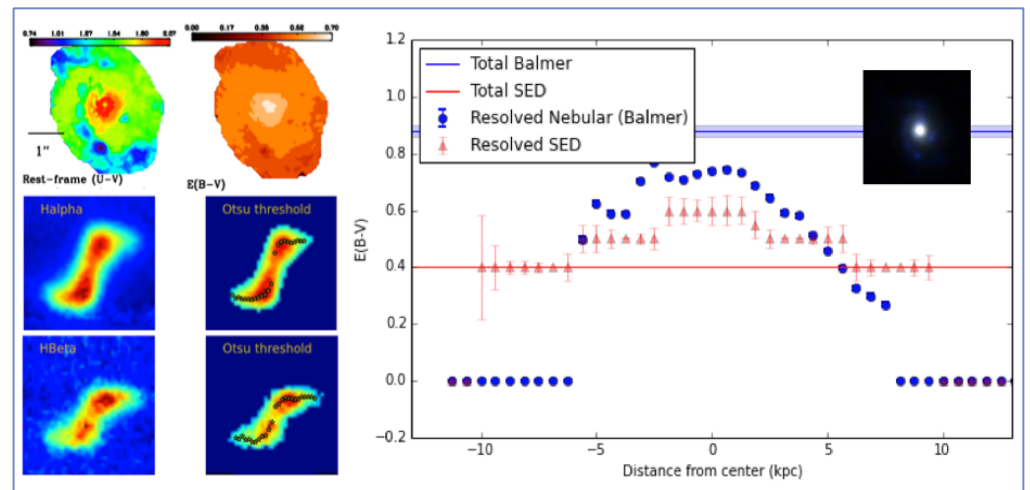 0.74 1.01 1.27 1.54 1.80 2.07
0.00 0.17 0.35 0.52 0.70
1"
Rest-frame (U-V)
E(B-V)
Halpha
Otsu threshold
HBeta
Otsu threshold
Total Balmer
Total SED
Resolved Nebular (Balmer)
Resolved SED
1.2
1.0
0.8
0.6
0.4
0.2
0.0
−0.2
E(B-V)
−10 −5 0 5 10
Distance from center (kpc)